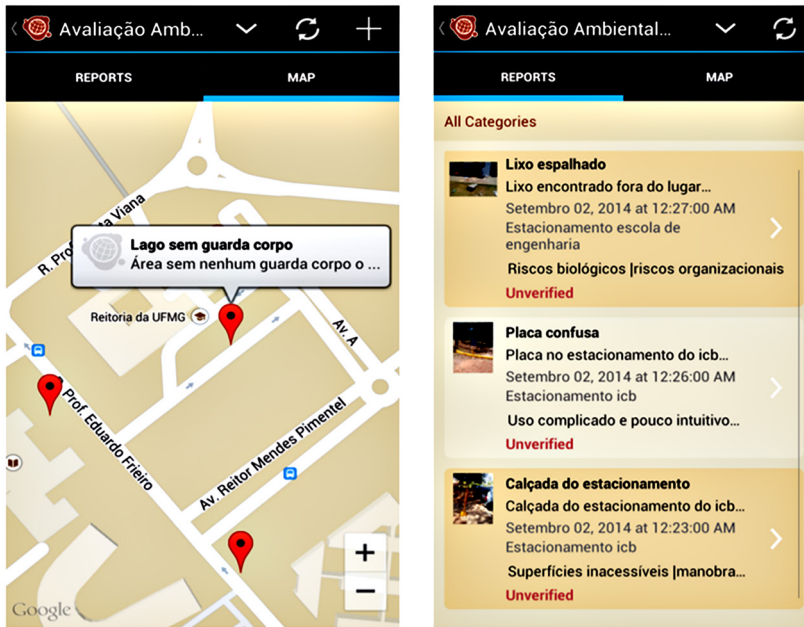 Avaliação Amb...
REPORTS
MAP
R. Prof.
ta Viana
Lago sem guarda corpo
Área sem nenhum guarda corpo o ...
Reitoria da UFMG
Av. A
Prof. Eduardo Frieiro
Av. Reitor Mendes Pimentel
+
−
Google
Avaliação Ambiental...
REPORTS
MAP
All Categories
Lixo espalhado
Lixo encontrado fora do lugar...
Setembro 02, 2014 at 12:27:00 AM
Estacionamento escola de
engenharia
Riscos biológicos |riscos organizacionais
Unverified
Placa confusa
Placa no estacionamento do icb...
Setembro 02, 2014 at 12:26:00 AM
Estacionamento icb
Uso complicado e pouco intuitivo...
Unverified
Calçada do estacionamento
Calçada do estacionamento do icb...
Setembro 02, 2014 at 12:23:00 AM
Estacionamento icb
Superfícies inacessíveis |manobra...
Unverified